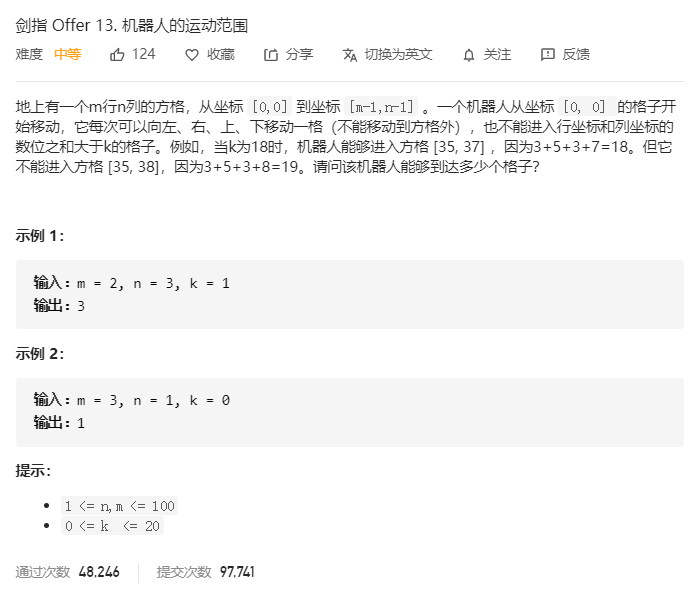 剑指 Offer 13. 机器人的运动范围
难度 中等 124 收藏 分享 切换为英文 关注 反馈
地上有一个m行n列的方格，从坐标 [0,0] 到坐标 [m-1,n-1] 。一个机器人从坐标 [0, 0] 的格子开
始移动，它每次可以向左、右、上、下移动一格（不能移动到方格外），也不能进入行坐标和列坐标的
数位之和大于k的格子。例如，当k为18时，机器人能够进入方格 [35, 37] ，因为3+5+3+7=18。但它
不能进入方格 [35, 38]，因为3+5+3+8=19。请问该机器人能够到达多少个格子？
示例 1：
输入：m = 2, n = 3, k = 1
输出：3
示例 2：
输入：m = 3, n = 1, k = 0
输出：1
提示：
1 <= n,m <= 100
0 <= k <= 20
通过次数 48,246 提交次数 97,741